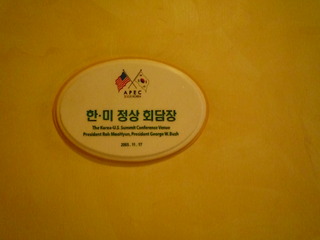 APEC
한·미 정상 회담장
The Korea-U.S. Summit Conference Venue
President Roh MooHyun, President George W. Bush
2005. 11. 17